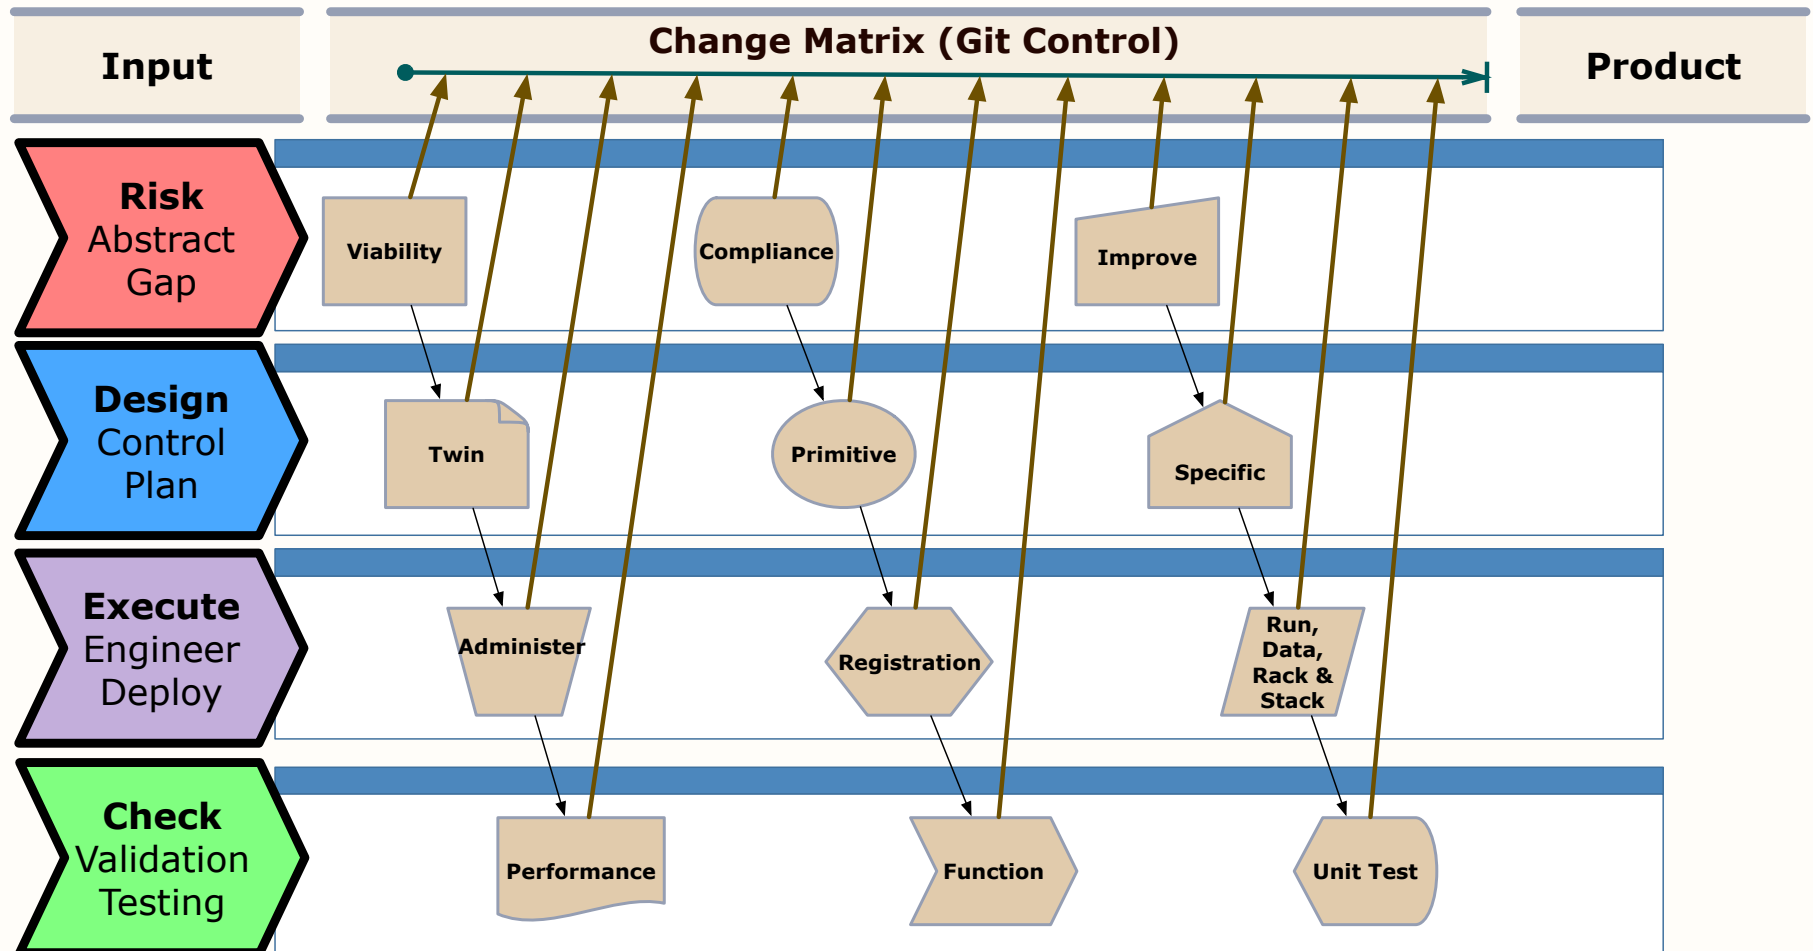 Input
Change Matrix (Git Control)
Product
Risk
Abstract
Gap
Viability
Compliance
Improve
Design
Control
Plan
Twin
Primitive
Specific
Execute
Engineer
Deploy
Administer
Registration
Run,
Data,
Rack &
Stack
Check
Validation
Testing
Performance
Function
Unit Test